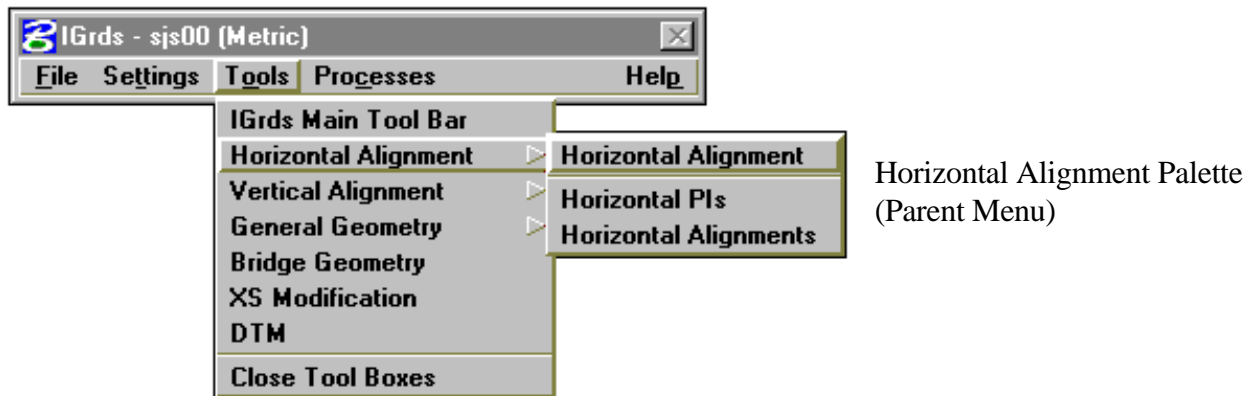 IGrds - sjs00 (Metric)
File Settings Tools Processes Help
IGrds Main Tool Bar
Horizontal Alignment
Vertical Alignment
General Geometry
Bridge Geometry
XS Modification
DTM
Close Tool Boxes
Horizontal Alignment
Horizontal PIs
Horizontal Alignments
Horizontal Alignment Palette
(Parent Menu)